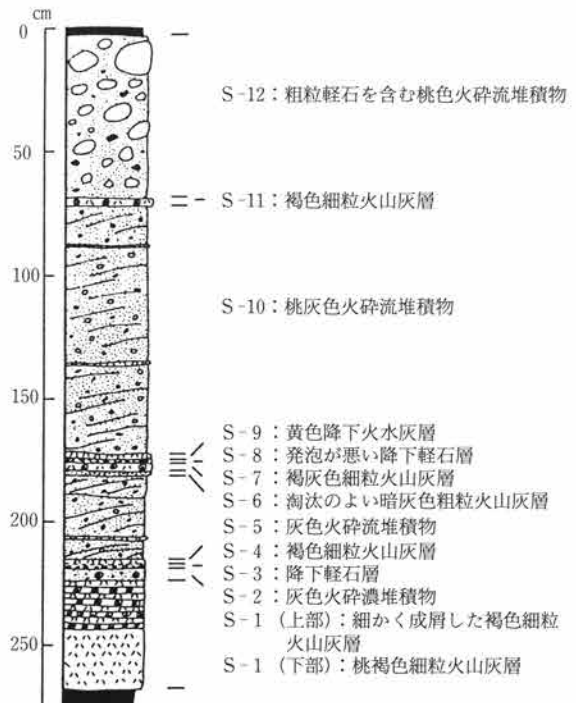 cm
0
S-12：粗粒軽石を含む桃色火砕流堆積物
50
S-11：褐色細粒火山灰層
100
S-10：桃灰色火砕流堆積物
150
S-9：黄色降下火水灰層
S-8：発泡が悪い降下軽石層
S-7：褐灰色細粒火山灰層
S-6：淘汰のよい暗灰色粗粒火山灰層
200
S-5：灰色火砕流堆積物
S-4：褐色細粒火山灰層
S-3：降下軽石層
S-2：灰色火砕濃堆積物
S-1（上部）：細かく成屑した褐色細粒
火山灰層
250
S-1（下部）：桃褐色細粒火山灰層